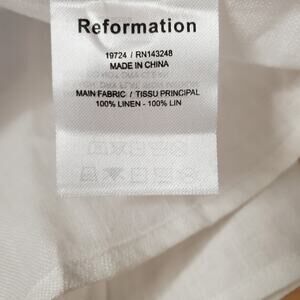 Reformation
19724 / RN143248
MADE IN CHINA
MAIN FABRIC / TISSU PRINCIPAL
100% LINEN - 100% LIN